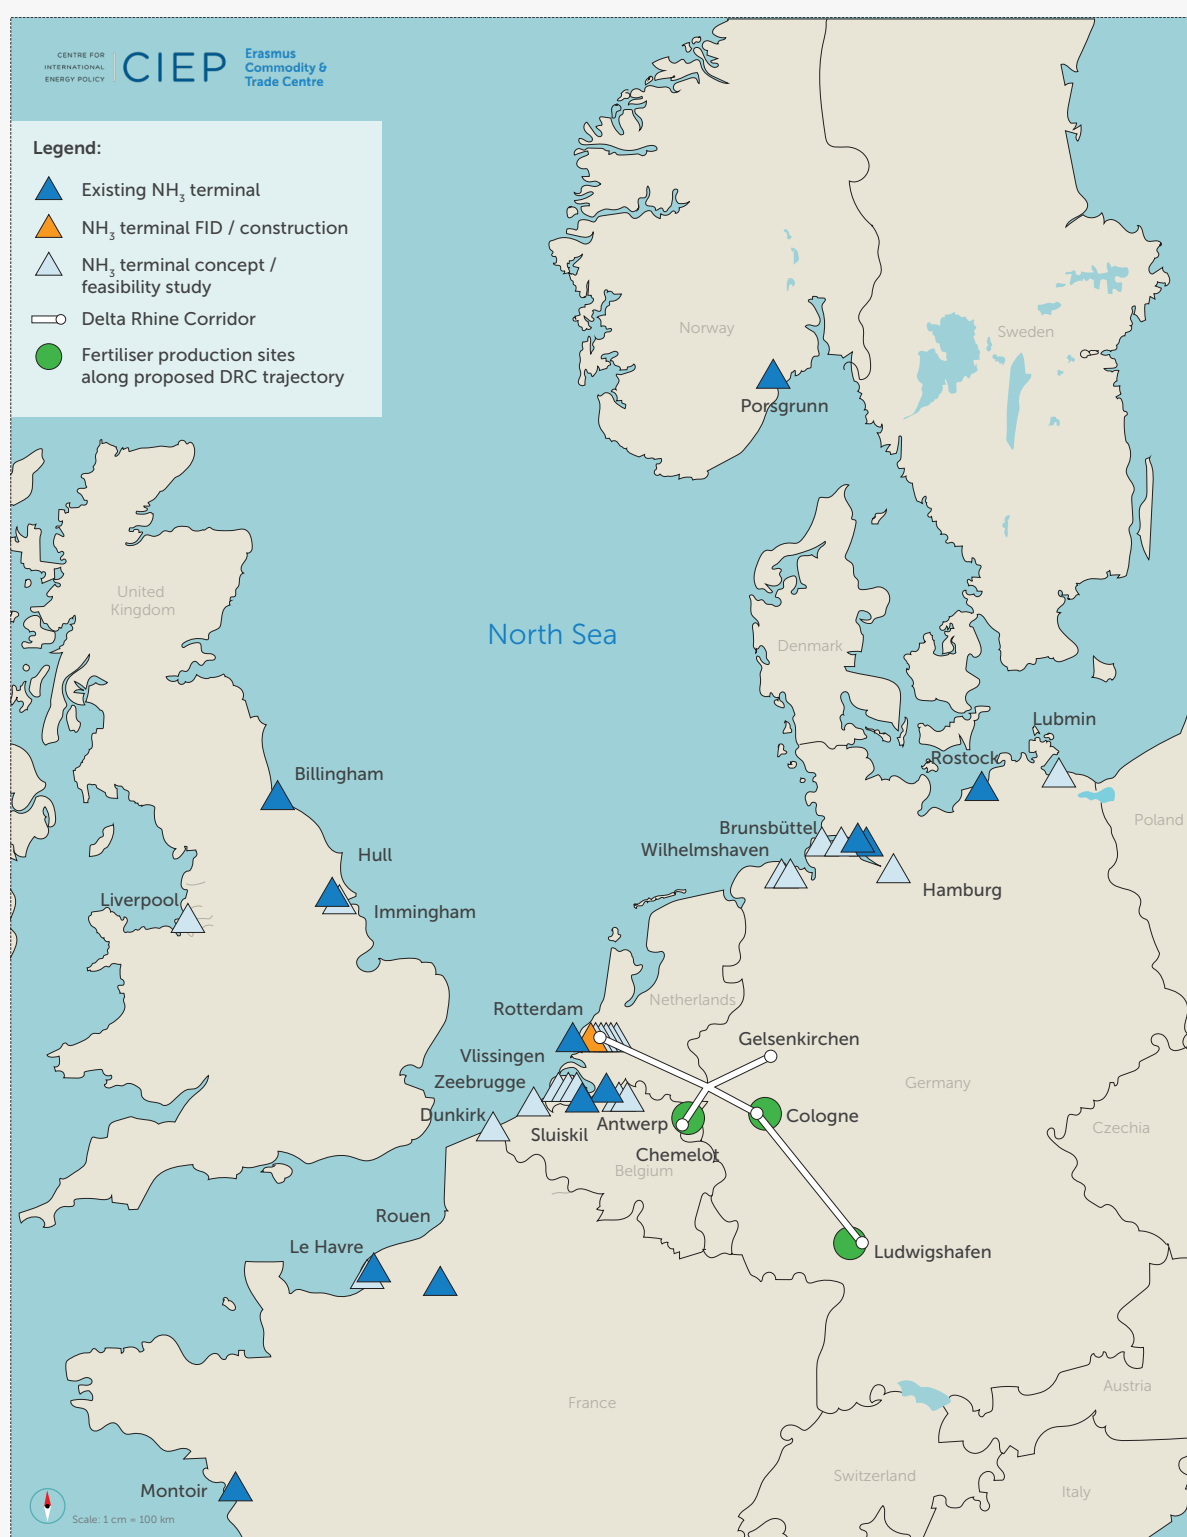 CENTRE FOR
INTERNATIONAL
ENERGY POLICY
CIEP
Erasmus
Commodity &
Trade Centre
Legend:
Existing NH3 terminal
NH3 terminal FID / construction
NH3 terminal concept /
feasibility study
Delta Rhine Corridor
Fertiliser production sites
along proposed DRC trajectory
Norway
Sweden
Porsgrunn
United
Kingdom
North Sea
Denmark
Lubmin
Rostock
Billingham
Poland
Brunsbüttel
Wilhelmshaven
Hull
Hamburg
Liverpool
Immingham
Netherlands
Rotterdam
Gelsenkirchen
Vlissingen
Zeebrugge
Germany
Dunkirk
Cologne
Antwerp
Czechia
Sluiskil
Chemelot
Belgium
Rouen
Le Havre
Ludwigshafen
Austria
France
Switzerland
Montoir
Italy
Scale: 1 cm = 100 km